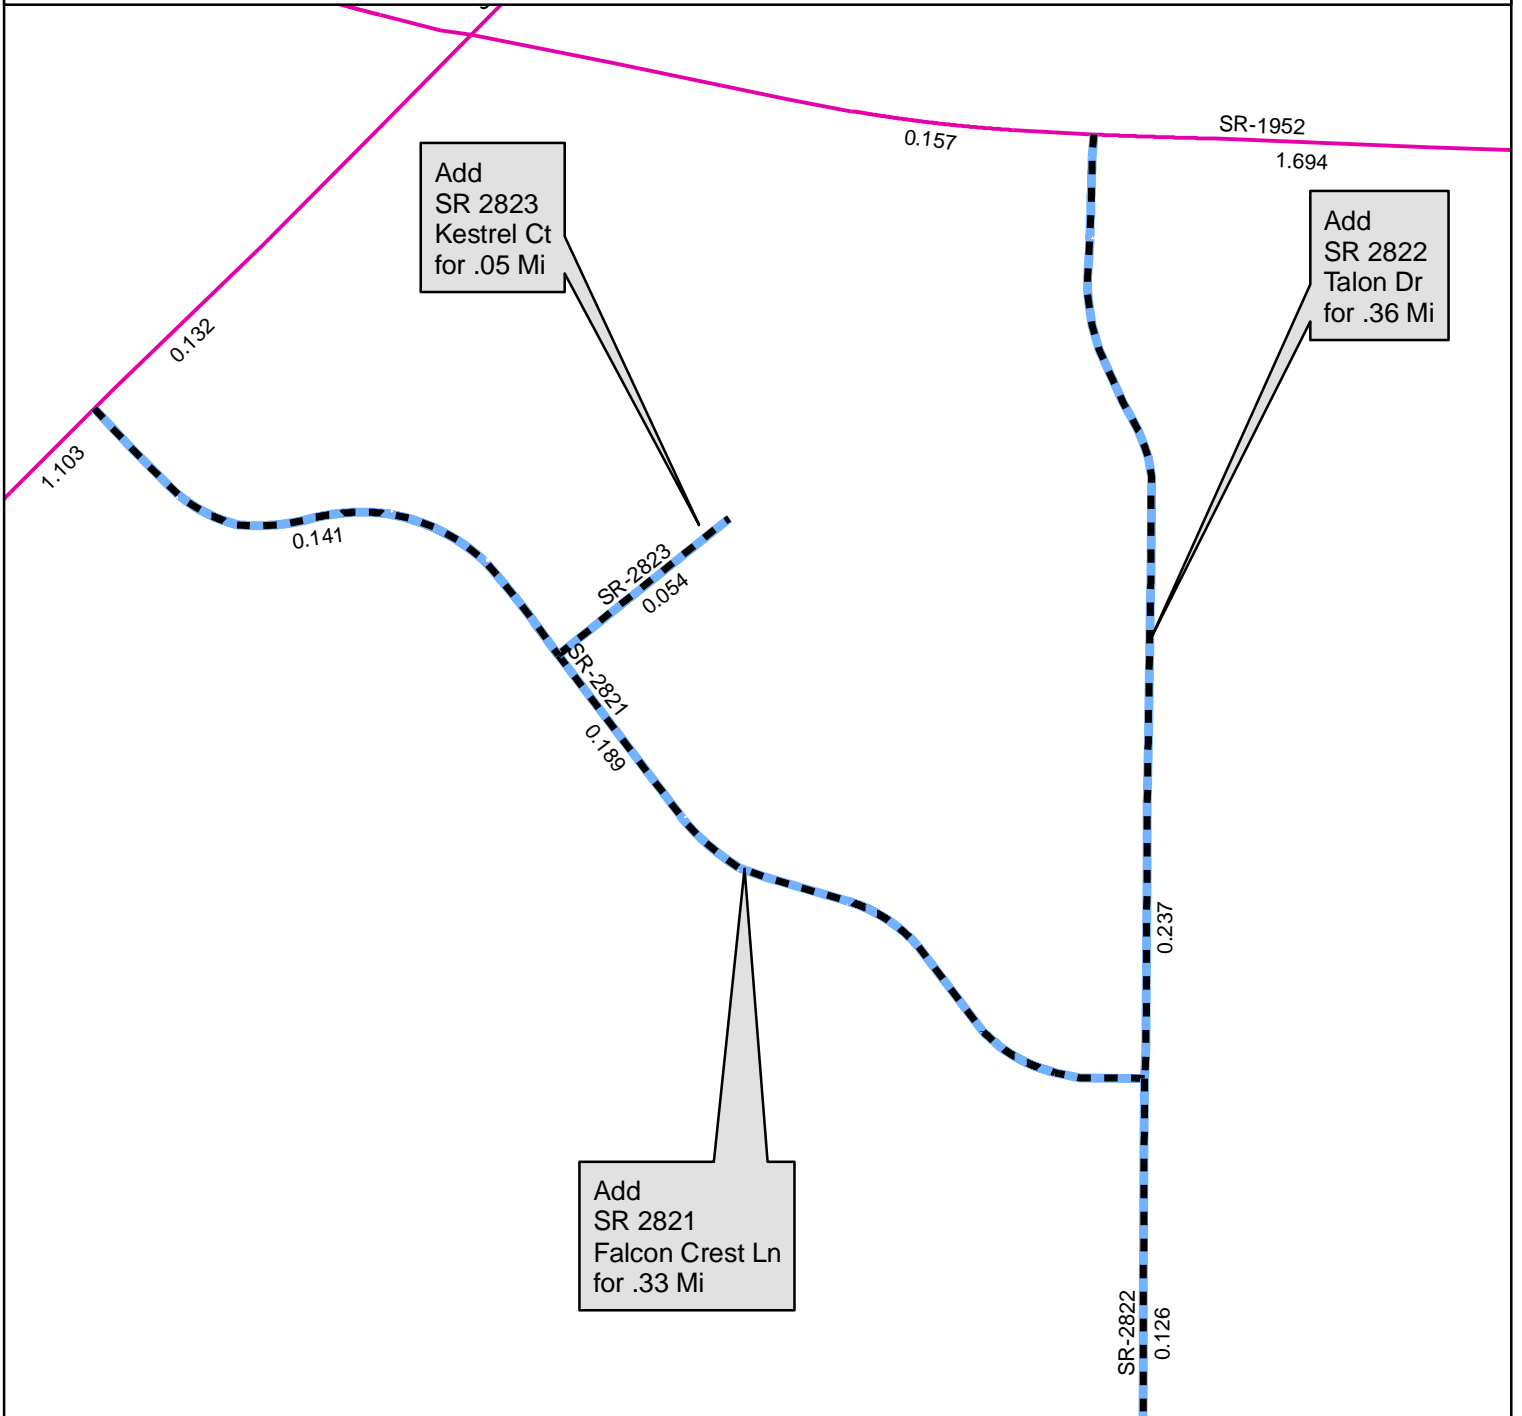 SR-1952
0.157
1.694
Add
SR 2823
Kestrel Ct
for .05 Mi
Add
SR 2822
Talon Dr
for .36 Mi
0.132
1.103
0.141
SR-2823
0.054
SR-2821
0.189
0.237
Add
SR 2821
Falcon Crest Ln
for .33 Mi
SR-2822
0.126